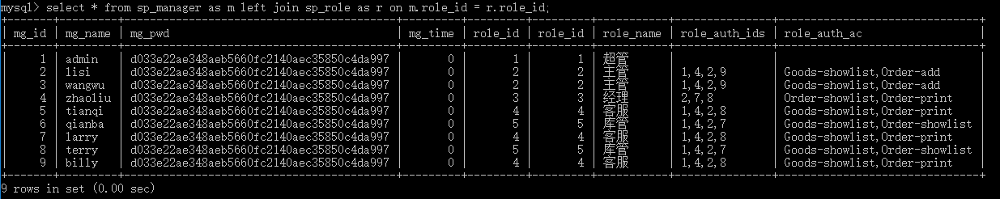 mysql> select * from sp_manager as m left join sp_role as r on m.role_id = r.role_id;
| mg_id | mg_name | mg_pwd | mg_time | role_id | role_id | role_name | role_auth_ids | role_auth_ac |
| 1 | admin | d033e22ae348aeb5660fc2140aec35850c4da997 | 0 | 1 | 1 | 超管 | | |
| 2 | lisi | d033e22ae348aeb5660fc2140aec35850c4da997 | 0 | 2 | 2 | 主管 | 1,4,2,9 | Goods-showlist,Order-add |
| 3 | wangwu | d033e22ae348aeb5660fc2140aec35850c4da997 | 0 | 2 | 2 | 主管 | 1,4,2,9 | Goods-showlist,Order-add |
| 4 | zhaoliu | d033e22ae348aeb5660fc2140aec35850c4da997 | 0 | 3 | 3 | 经理 | 2,7,8 | Order-showlist,Order-print |
| 5 | tianqi | d033e22ae348aeb5660fc2140aec35850c4da997 | 0 | 4 | 4 | 客服 | 1,4,2,8 | Goods-showlist,Order-print |
| 6 | qianba | d033e22ae348aeb5660fc2140aec35850c4da997 | 0 | 5 | 5 | 库管 | 1,4,2,7 | Goods-showlist,Order-showlist |
| 7 | larry | d033e22ae348aeb5660fc2140aec35850c4da997 | 0 | 4 | 4 | 客服 | 1,4,2,8 | Goods-showlist,Order-print |
| 8 | terry | d033e22ae348aeb5660fc2140aec35850c4da997 | 0 | 5 | 5 | 库管 | 1,4,2,7 | Goods-showlist,Order-showlist |
| 9 | billy | d033e22ae348aeb5660fc2140aec35850c4da997 | 0 | 4 | 4 | 客服 | 1,4,2,8 | Goods-showlist,Order-print |
9 rows in set (0.00 sec)